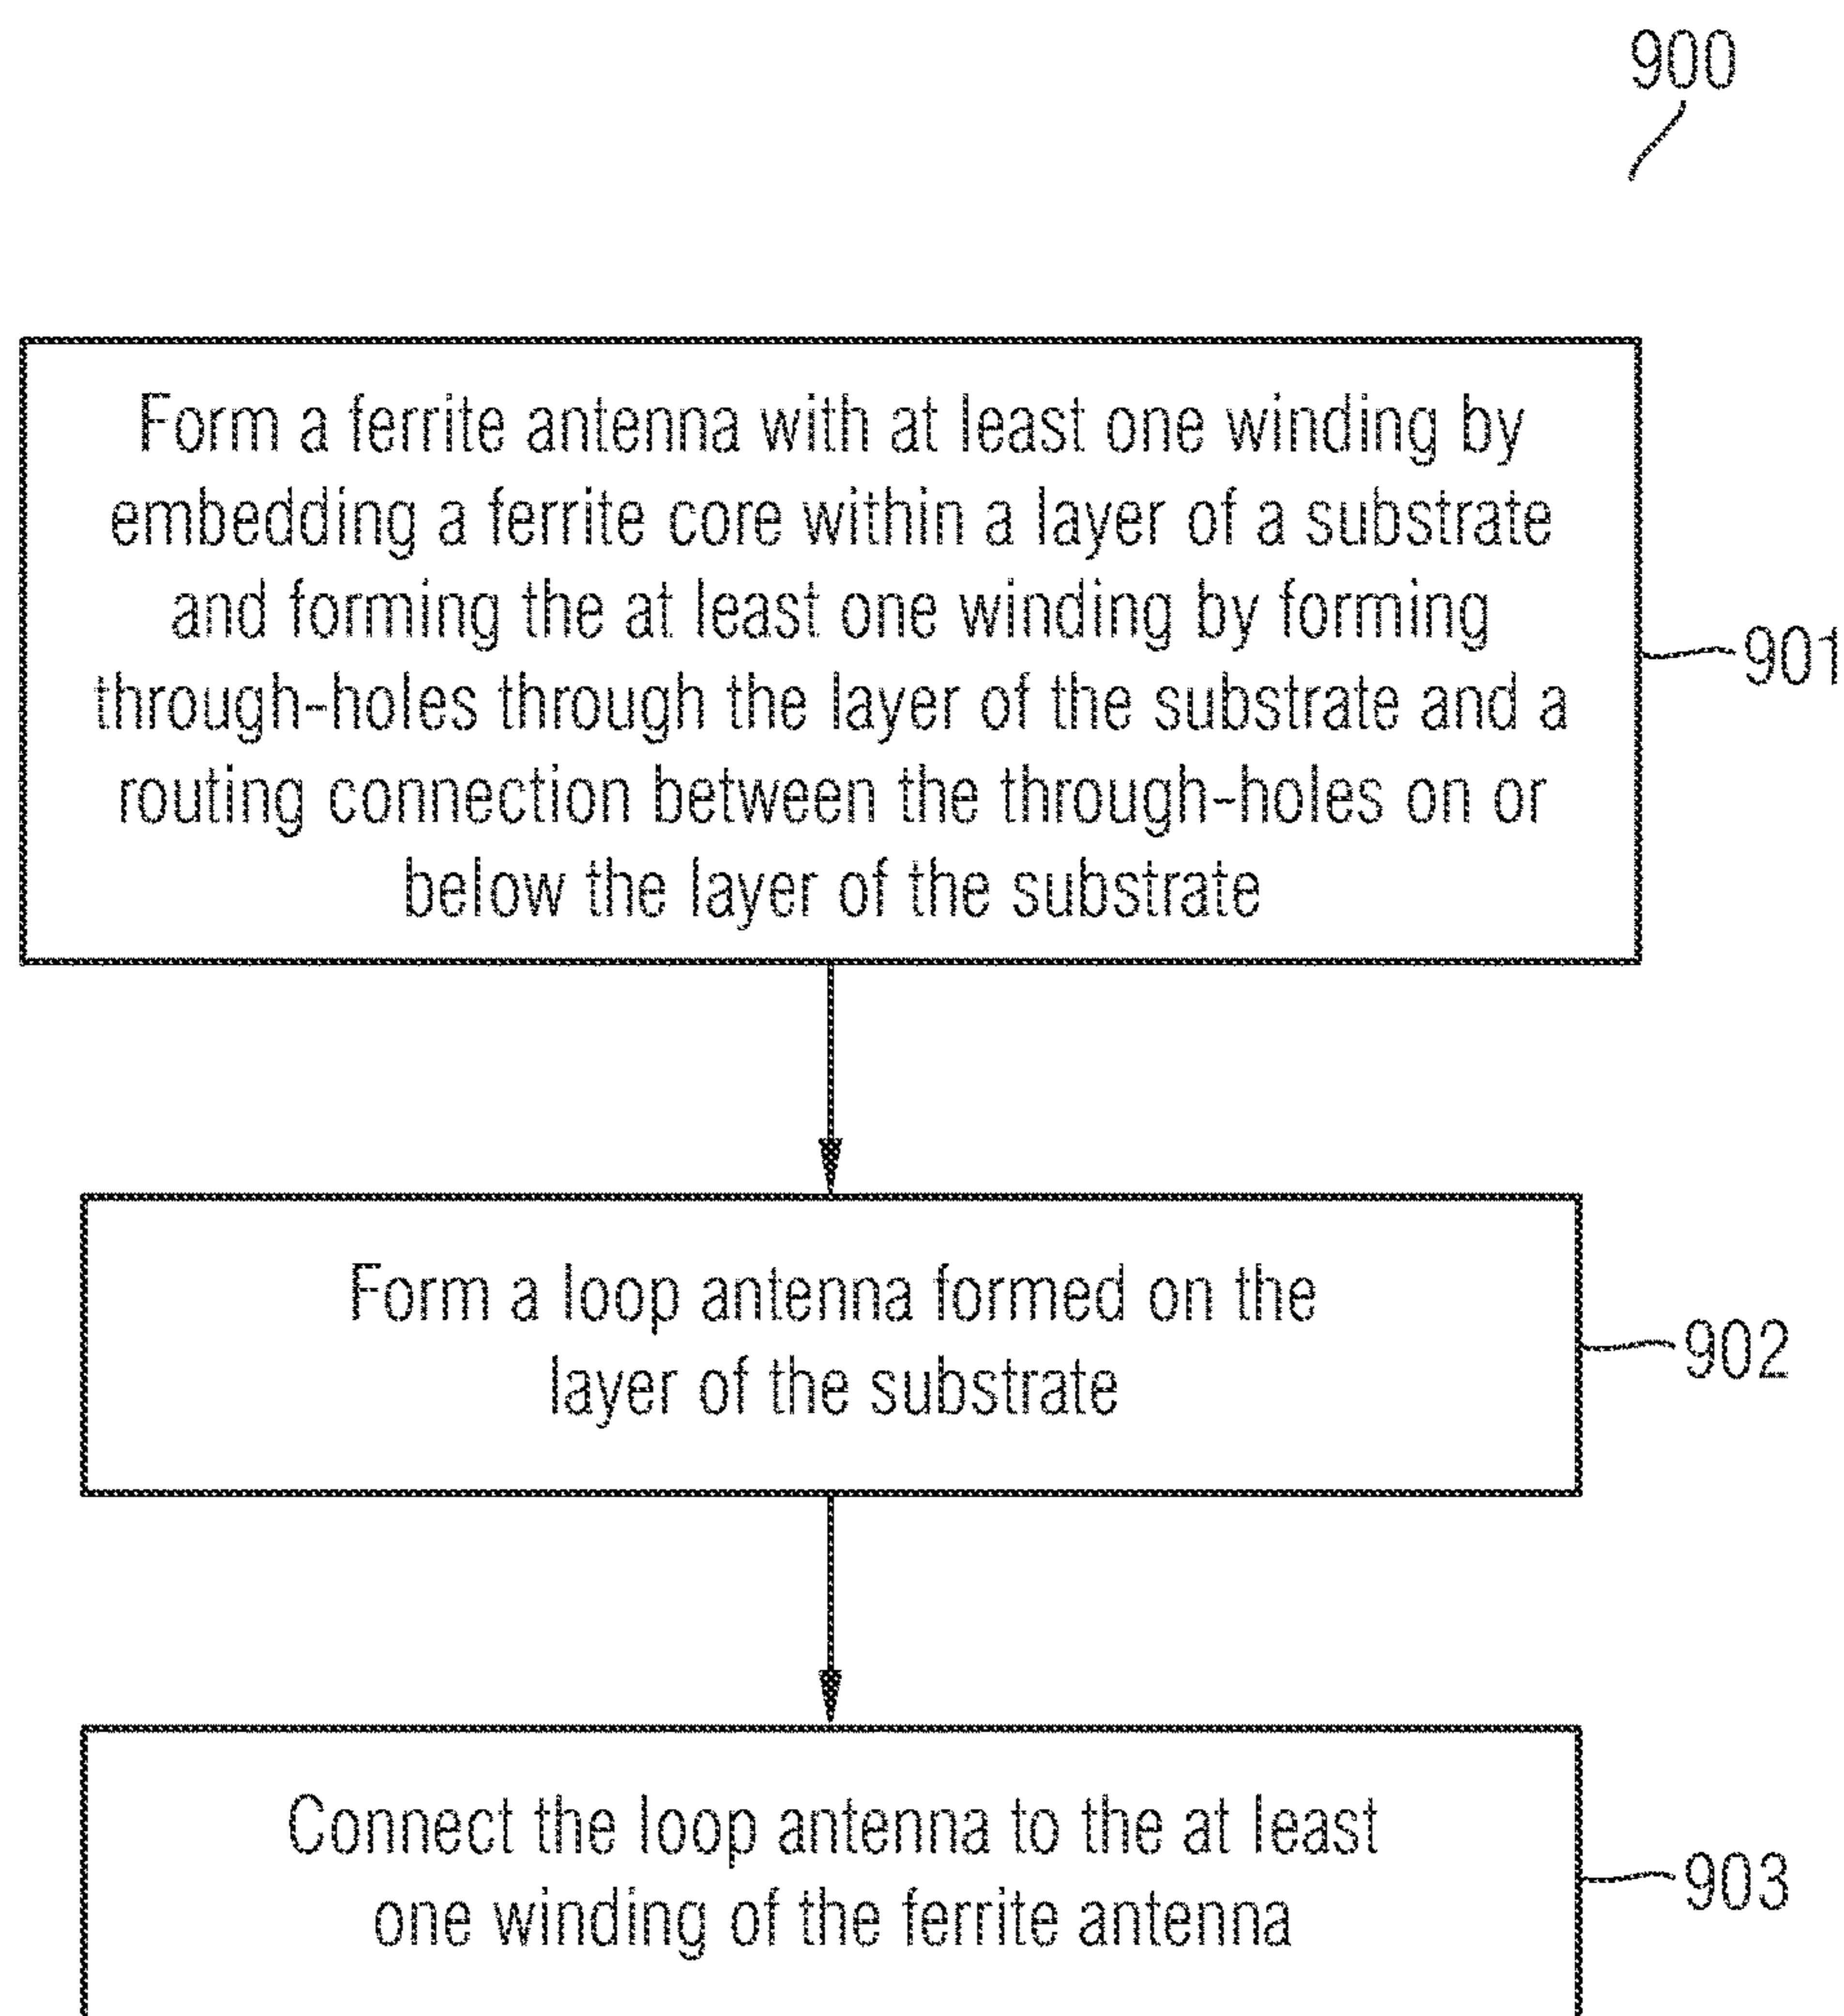 900
Form a ferrite antenna with at least one winding by
embedding a ferrite core within a layer of a substrate
and forming the at least one winding by forming
through-holes through the layer of the substrate and a
routing connection between the through-holes on or
below the layer of the substrate
901
Form a loop antenna formed on the
layer of the substrate
902
Connect the loop antenna to the at least
one winding of the ferrite antenna
903